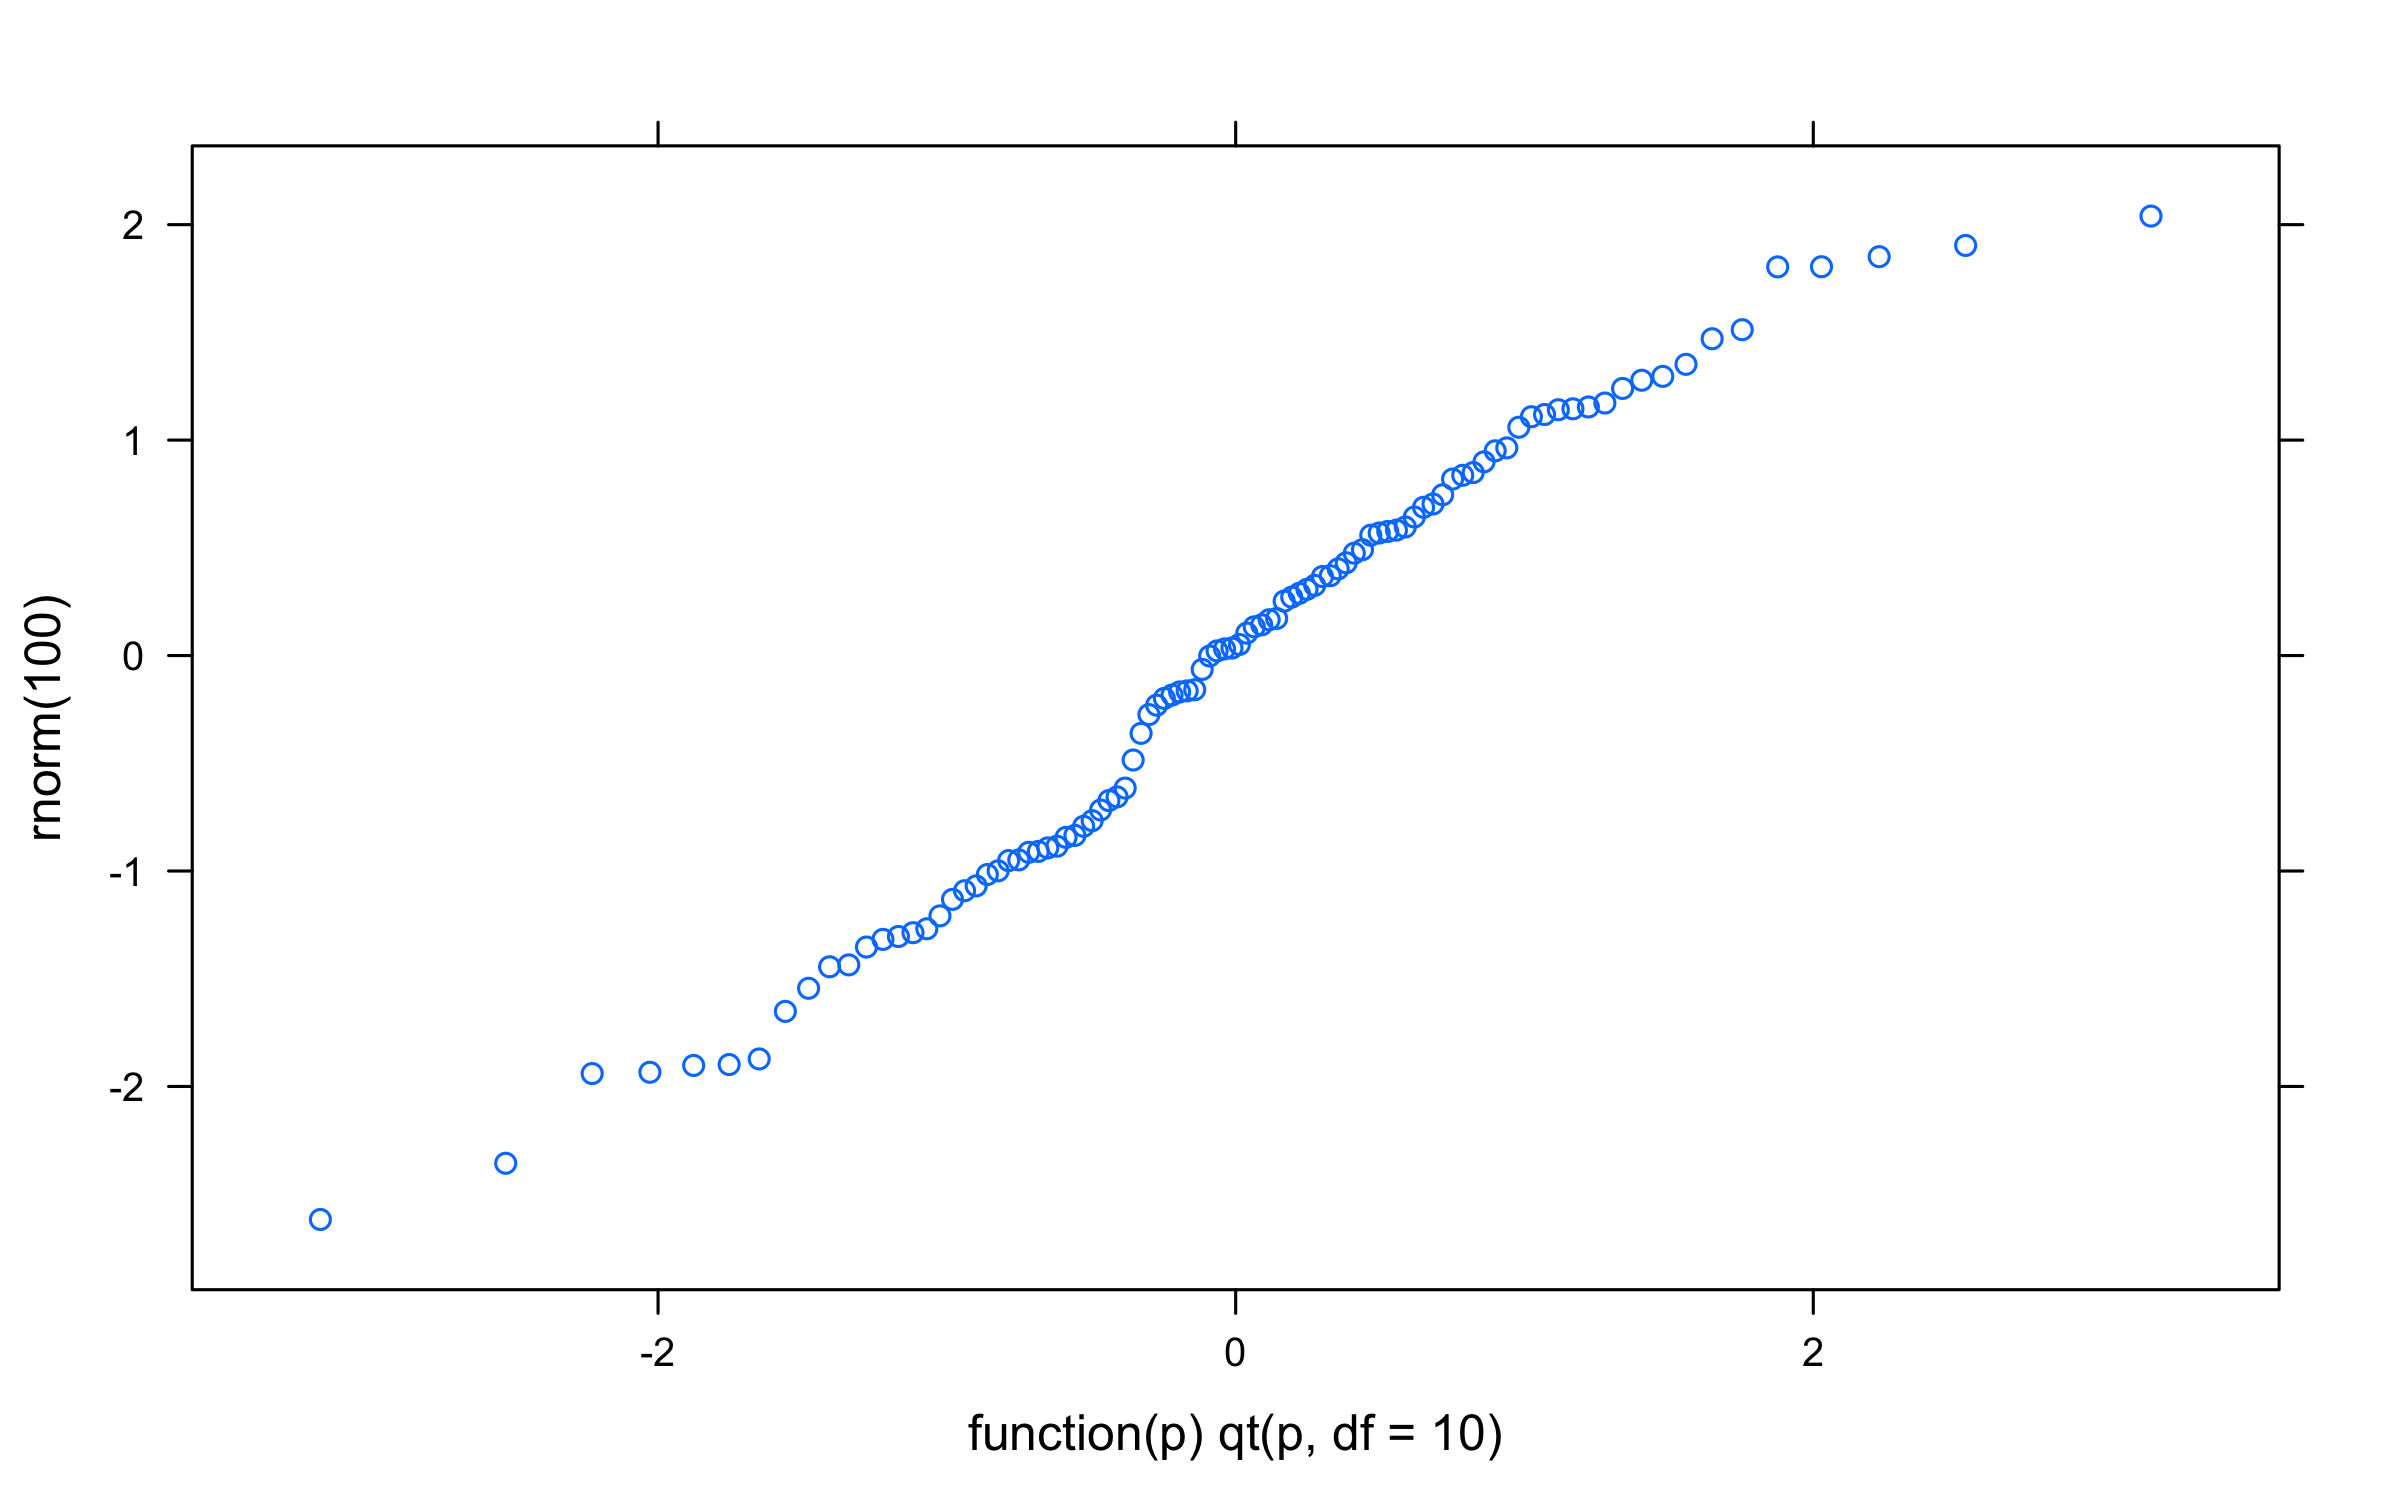 2
1
0
-1
-2
rnorm(100)
-2 0 2
function(p) qt(p, df = 10)